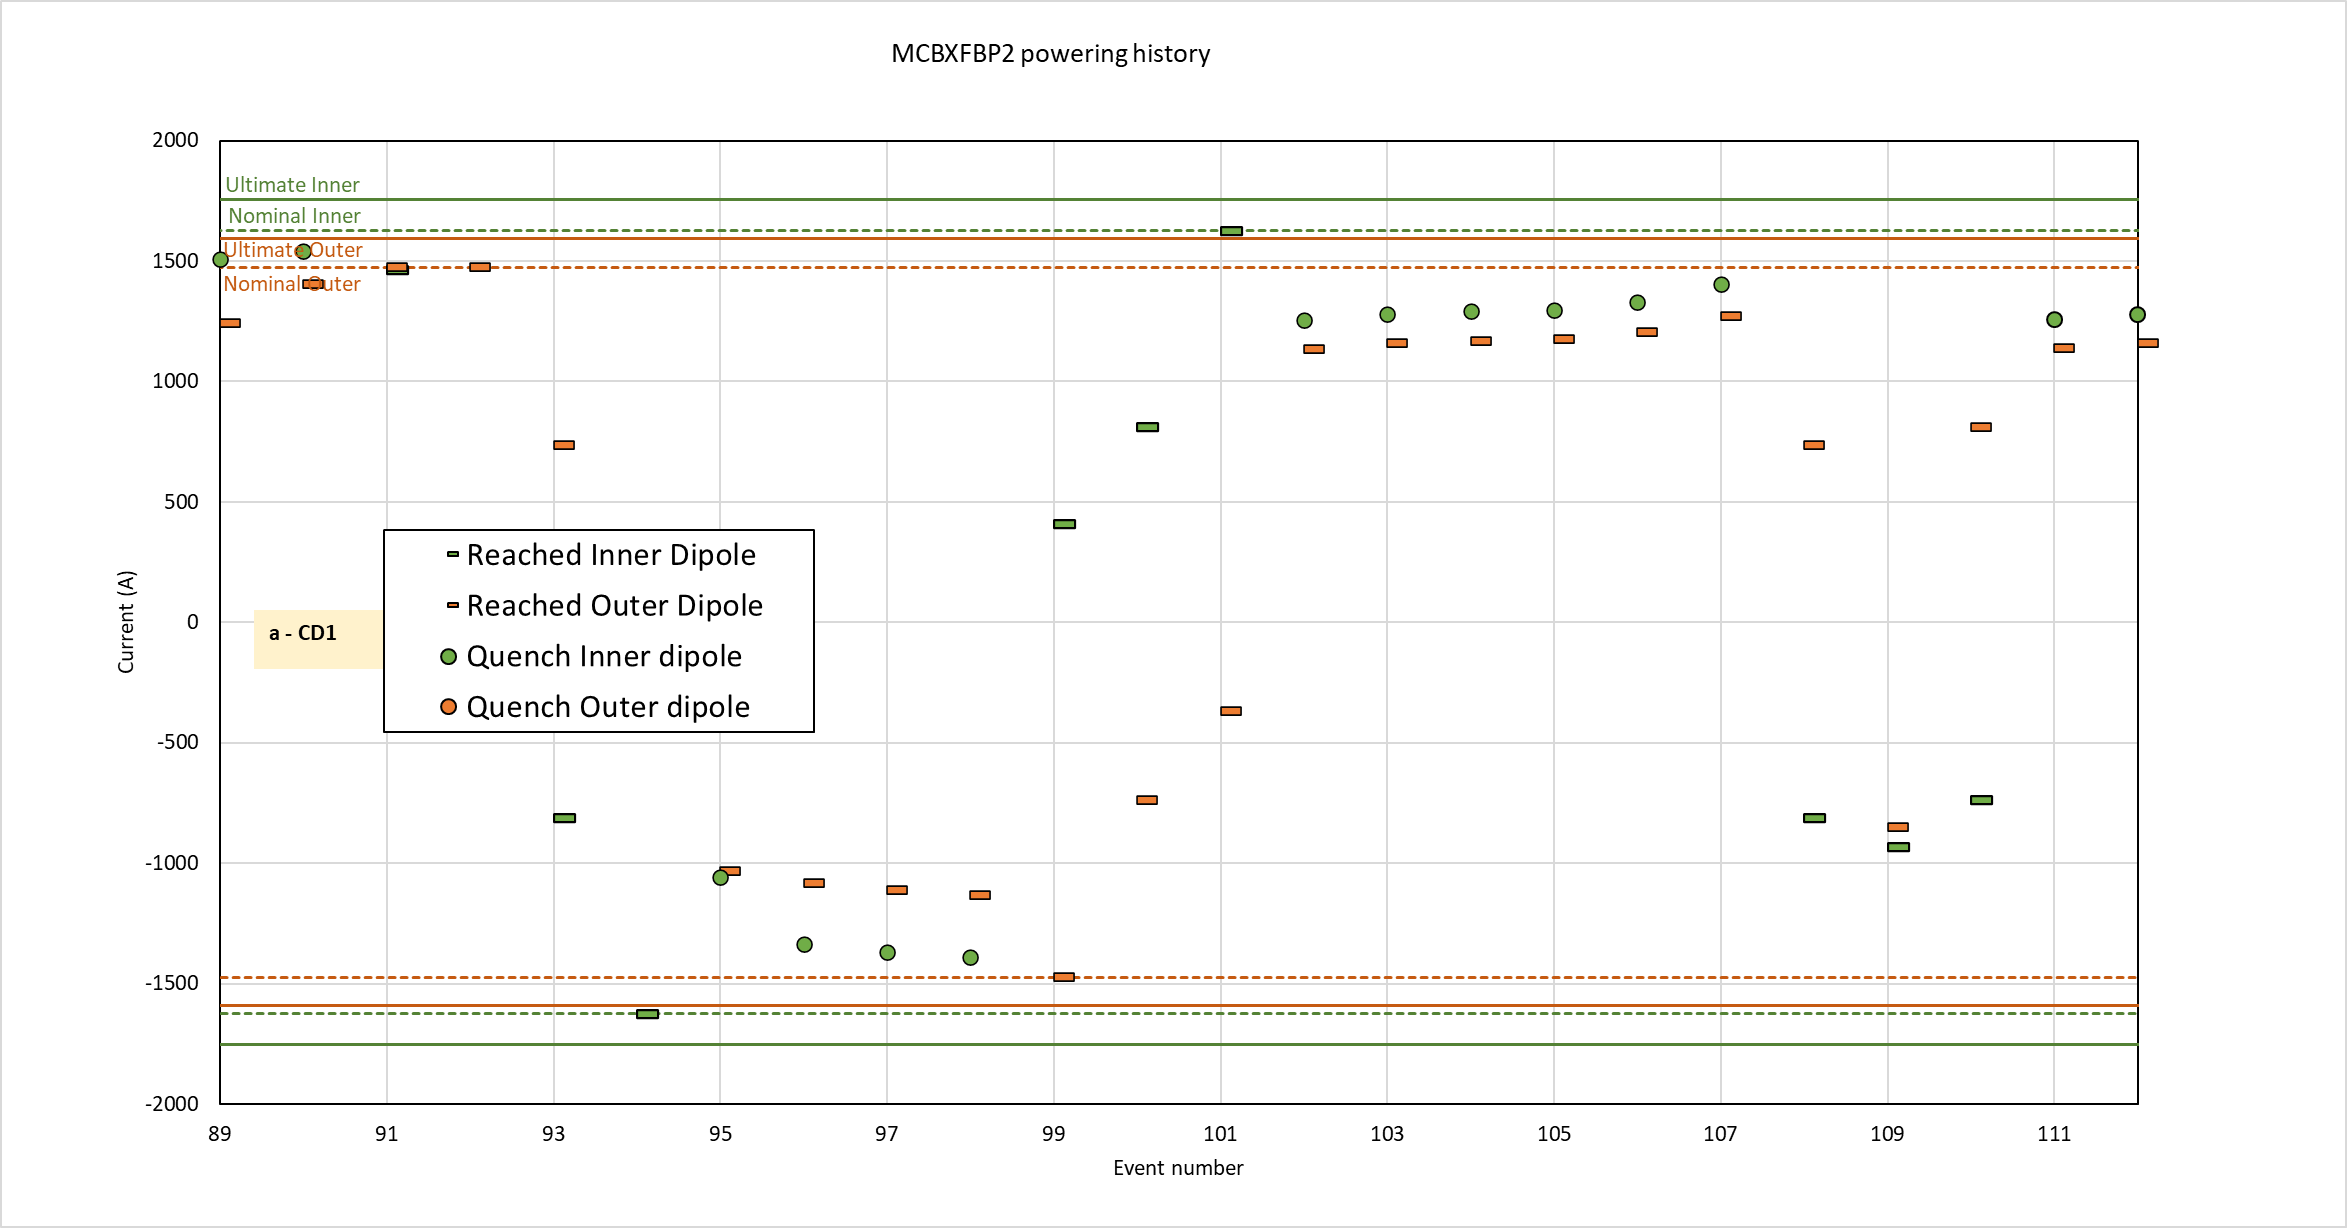 MCBXFBP2 powering history
2000
1500
1000
500
0
-500
-1000
-1500
-2000
Current (A)
Ultimate Inner
Nominal Inner
Ultimate Outer
Nominal Outer
a - CD1
Reached Inner Dipole
Reached Outer Dipole
Quench Inner dipole
Quench Outer dipole
89 91 93 95 97 99 101 103 105 107 109 111
Event number